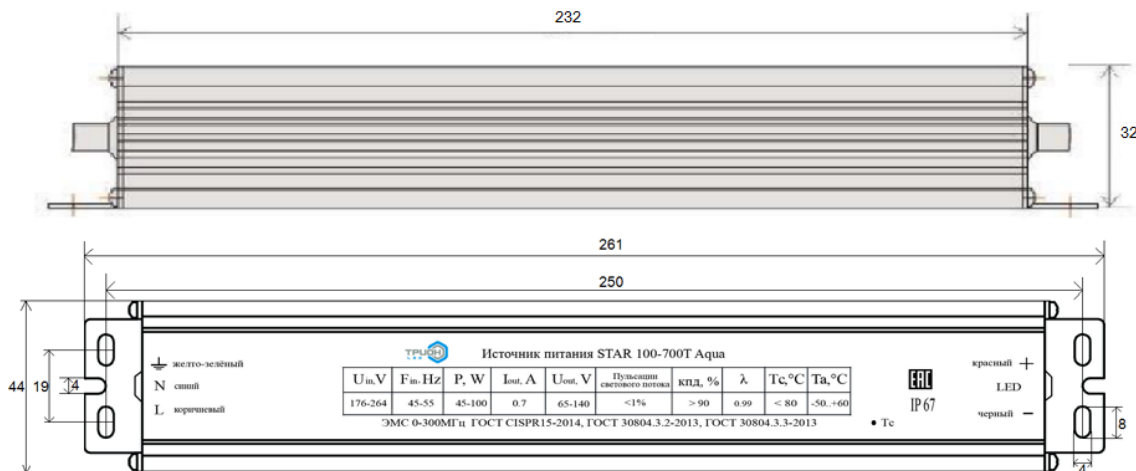 232
32
261
250
ТРИОН
LED
Источник питания STAR 100-700T Aqua
желто-зелёный
N синий
L коричневый
44
19
4
Uin,V Fin, Hz P, W Iout, A Uout, V Пульсации светового потока кпд, % λ Tc,°C Ta,°C
176-264 45-55 45-100 0.7 65-140 <1% > 90 0.99 < 80 -50..+60
ЭМС 0-300МГц ГОСТ CISPR15-2014, ГОСТ 30804.3.2-2013, ГОСТ 30804.3.3-2013
• Tc
EAC
IP 67
красный +
LED
черный −
8
4